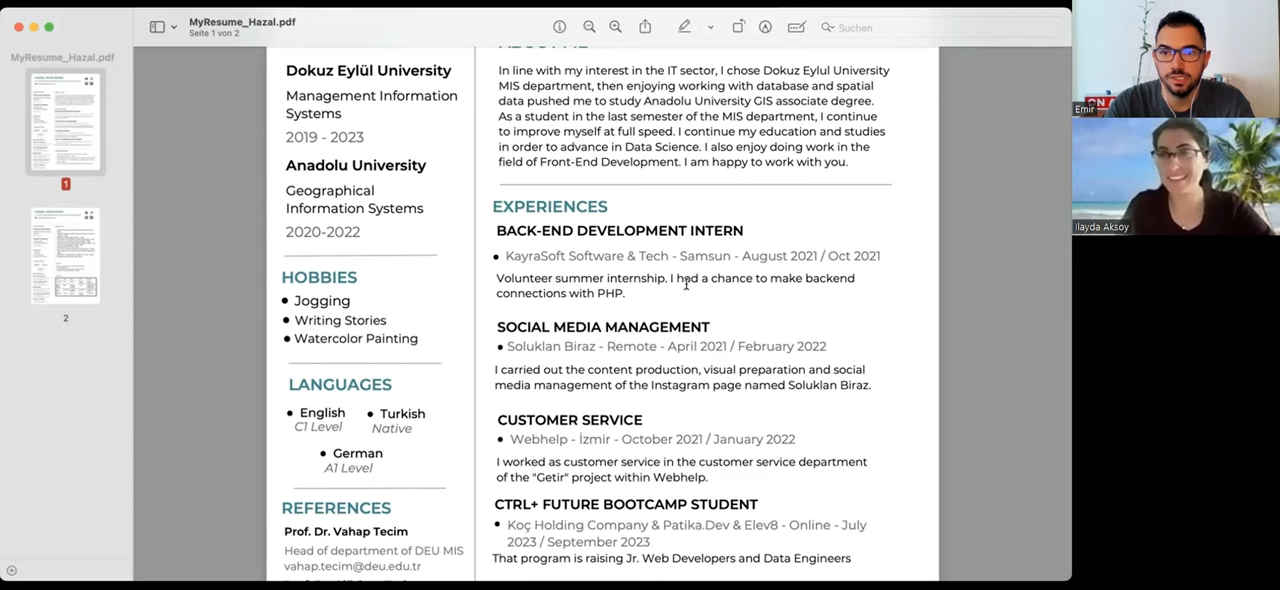 MyResume_Hazal.pdf
Seite 1 von 2
Suchen
MyResume_Hazal.pdf
1
2
Dokuz Eylül University
Management Information
Systems
- 2023
Anadolu University
Geographical
Information Systems
2020-2022
HOBBIES
• Jogging
• Writing Stories
• Watercolor Painting
LANGUAGES
• English
C1 Level
• Turkish
Native
• German
A1 Level
REFERENCES
Prof. Dr. Vahap Tecim
Head of department of DEU MIS
vahap.tecim@deu.edu.tr
In line with my interest in the IT sector, I chose Dokuz Eylul University
MIS department, then enjoying working with database and spatial
data pushed me to study Anadolu University GIS associate degree.
As a student in the last semester of the MIS department, I continue
to improve myself at full speed. I continue my education and studies
in order to advance in Data Science. I also enjoy doing work in the
field of Front-End Development. I am happy to work with you.
EXPERIENCES
BACK-END DEVELOPMENT INTERN
• KayraSoft Software & Tech - Samsun - August 2021 / Oct 2021
Volunteer summer internship. I had a chance to make backend
connections with PHP.
SOCIAL MEDIA MANAGEMENT
• Soluklan Biraz - Remote - April 2021 / February 2022
I carried out the content production, visual preparation and social
media management of the Instagram page named Soluklan Biraz.
CUSTOMER SERVICE
• Webhelp - İzmir - October 2021 / January 2022
I worked as customer service in the customer service department
of the "Getir" project within Webhelp.
CTRL+ FUTURE BOOTCAMP STUDENT
• Koç Holding Company & Patika.Dev & Elev8 - Online - July
2023 / September 2023
That program is raising Jr. Web Developers and Data Engineers
Emir
Ilayda Aksoy